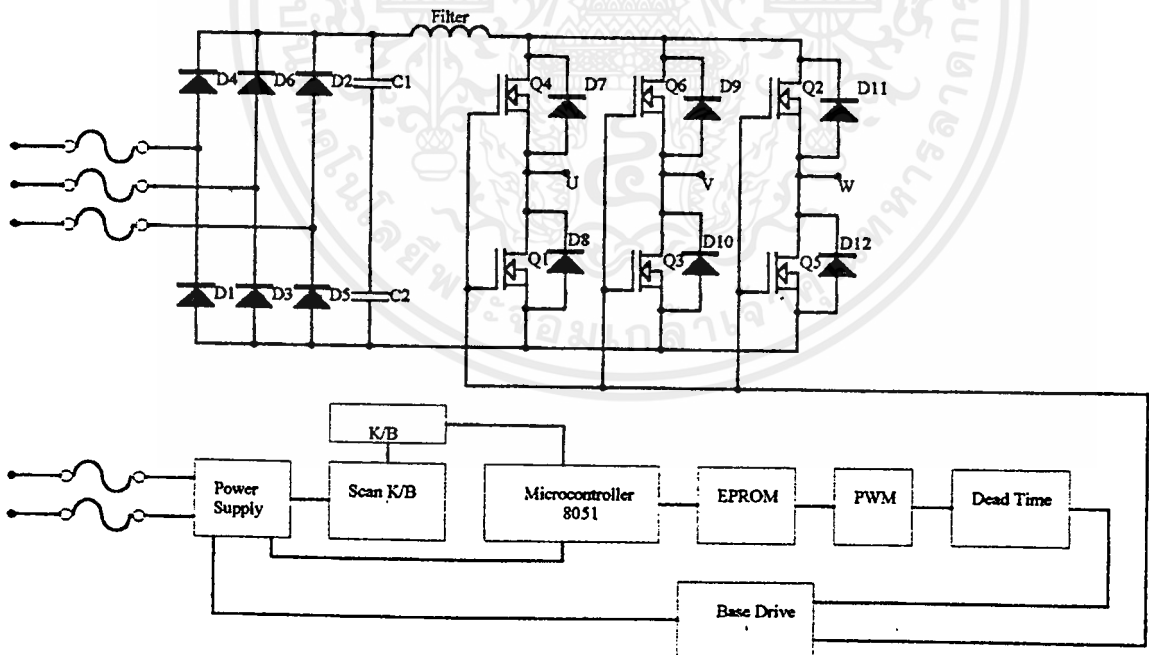 Filter
D4
D6
D2
C1
Q4
D7
Q6
D9
Q2
D11
U
V
W
D1
D3
D5
C2
Q1
D8
Q3
D10
Q5
D12
K/B
Power
Supply
Scan K/B
Microcontroller
8051
EPROM
PWM
Dead Time
Base Drive